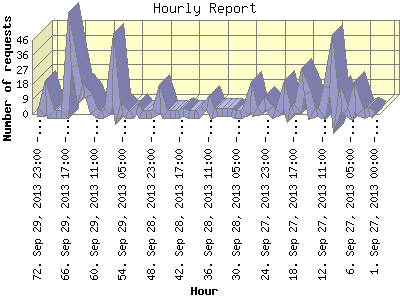 Hourly Report
Number of requests
46
36
27
18
9
0
72. Sep 29, 2013 23:00 -...
66. Sep 29, 2013 17:00 -...
60. Sep 29, 2013 11:00 -...
54. Sep 29, 2013 05:00 -...
48. Sep 28, 2013 23:00 -...
42. Sep 28, 2013 17:00 -...
36. Sep 28, 2013 11:00 -...
30. Sep 28, 2013 05:00 -...
24. Sep 27, 2013 23:00 -...
18. Sep 27, 2013 17:00 -...
12. Sep 27, 2013 11:00 -...
6. Sep 27, 2013 05:00 -...
1. Sep 27, 2013 00:00 -...
Hour